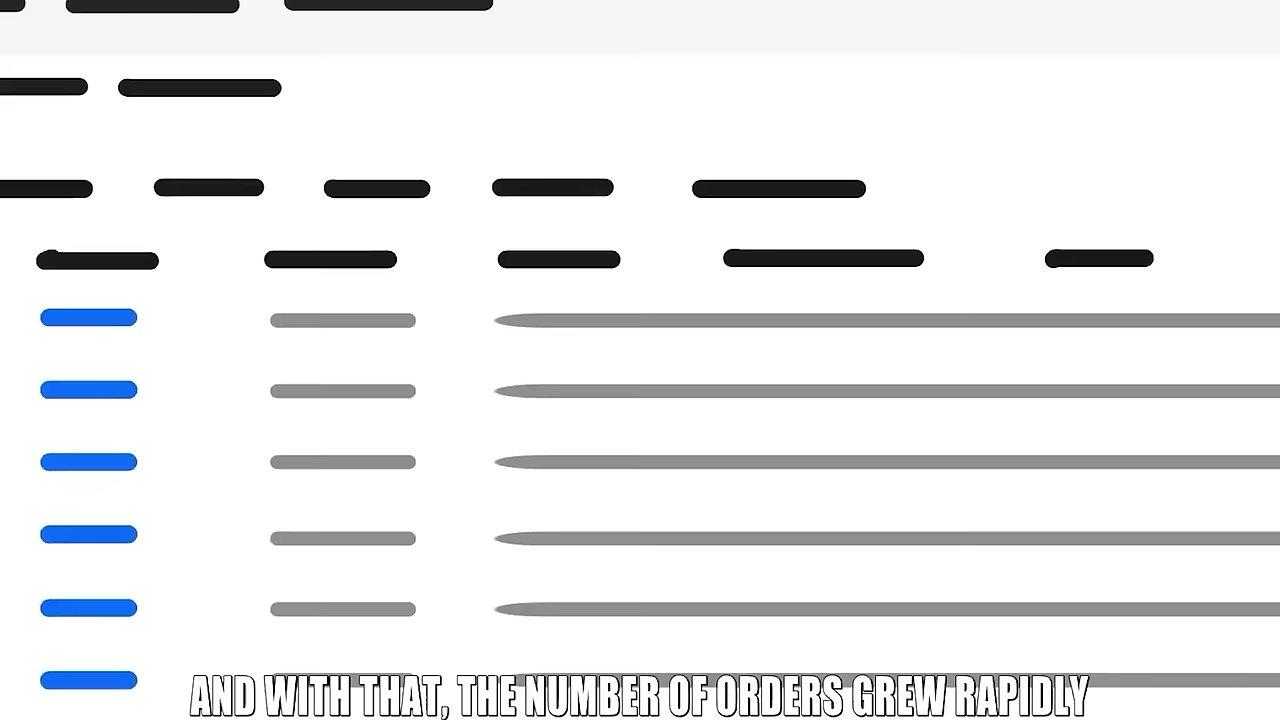 AND WITH THAT, THE NUMBER OF ORDERS GREW RAPIDLY